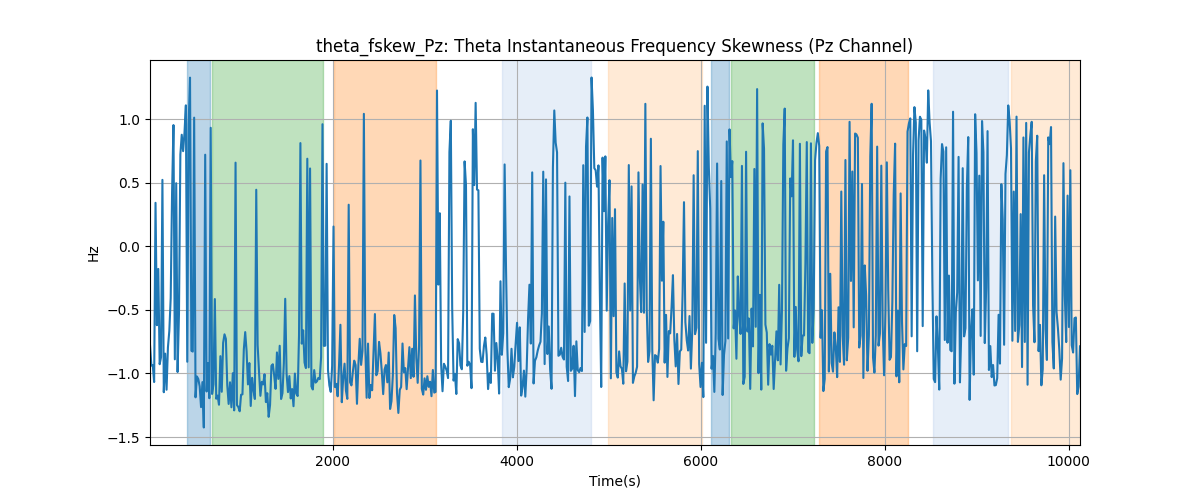 theta_fskew_Pz: Theta Instantaneous Frequency Skewness (Pz Channel)
Hz
1.0
0.5
0.0
−0.5
−1.0
−1.5
2000 4000 6000 8000 10000
Time(s)